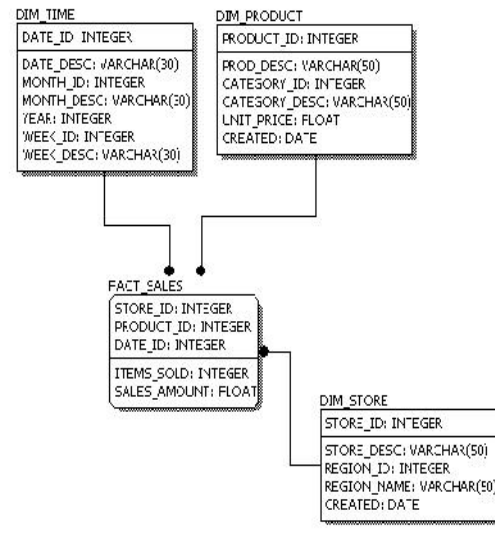 DIM_TIME
DATE_ID INTEGER
DATE_DESC: VARCHAR(30)
MONTH_ID: INTEGER
MONTH_DESC: VARCHAR(30)
YEAR: INTEGER
WEEK_ID: INTEGER
WEEK_DESC: VARCHAR(30)
DIM_PRODUCT
PRODUCT_ID: INTEGER
PROD_DESC: VARCHAR(50)
CATEGORY_ID: INTEGER
CATEGORY_DESC: VARCHAR(50)
UNIT_PRICE: FLOAT
CREATED: DATE
FACT_SALES
STORE_ID: INTEGER
PRODUCT_ID: INTEGER
DATE_ID: INTEGER
ITEMS_SOLD: INTEGER
SALES_AMOUNT: FLOAT
DIM_STORE
STORE_ID: INTEGER
STORE_DESC: VARCHAR(50)
REGION_ID: INTEGER
REGION_NAME: VARCHAR(50)
CREATED: DATE